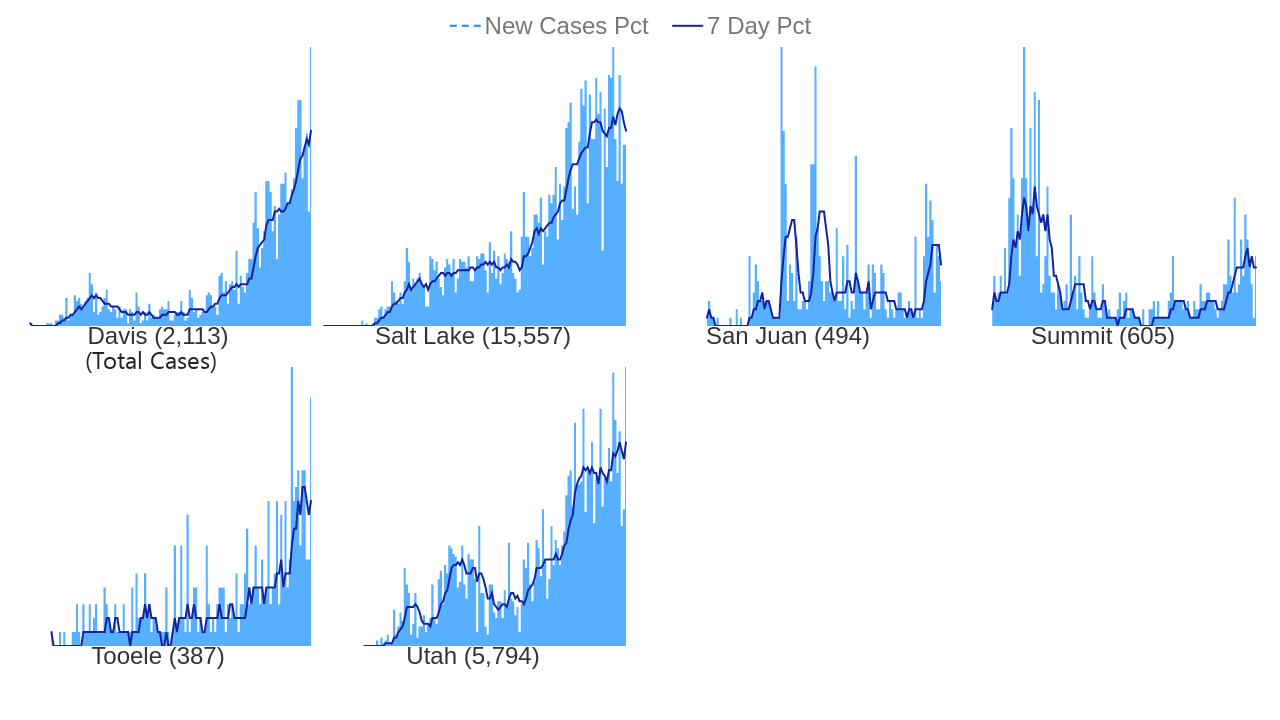 New Cases Pct 7 Day Pct
Davis (2,113)
(Total Cases)
Salt Lake (15,557)
San Juan (494)
Summit (605)
Tooele (387)
Utah (5,794)